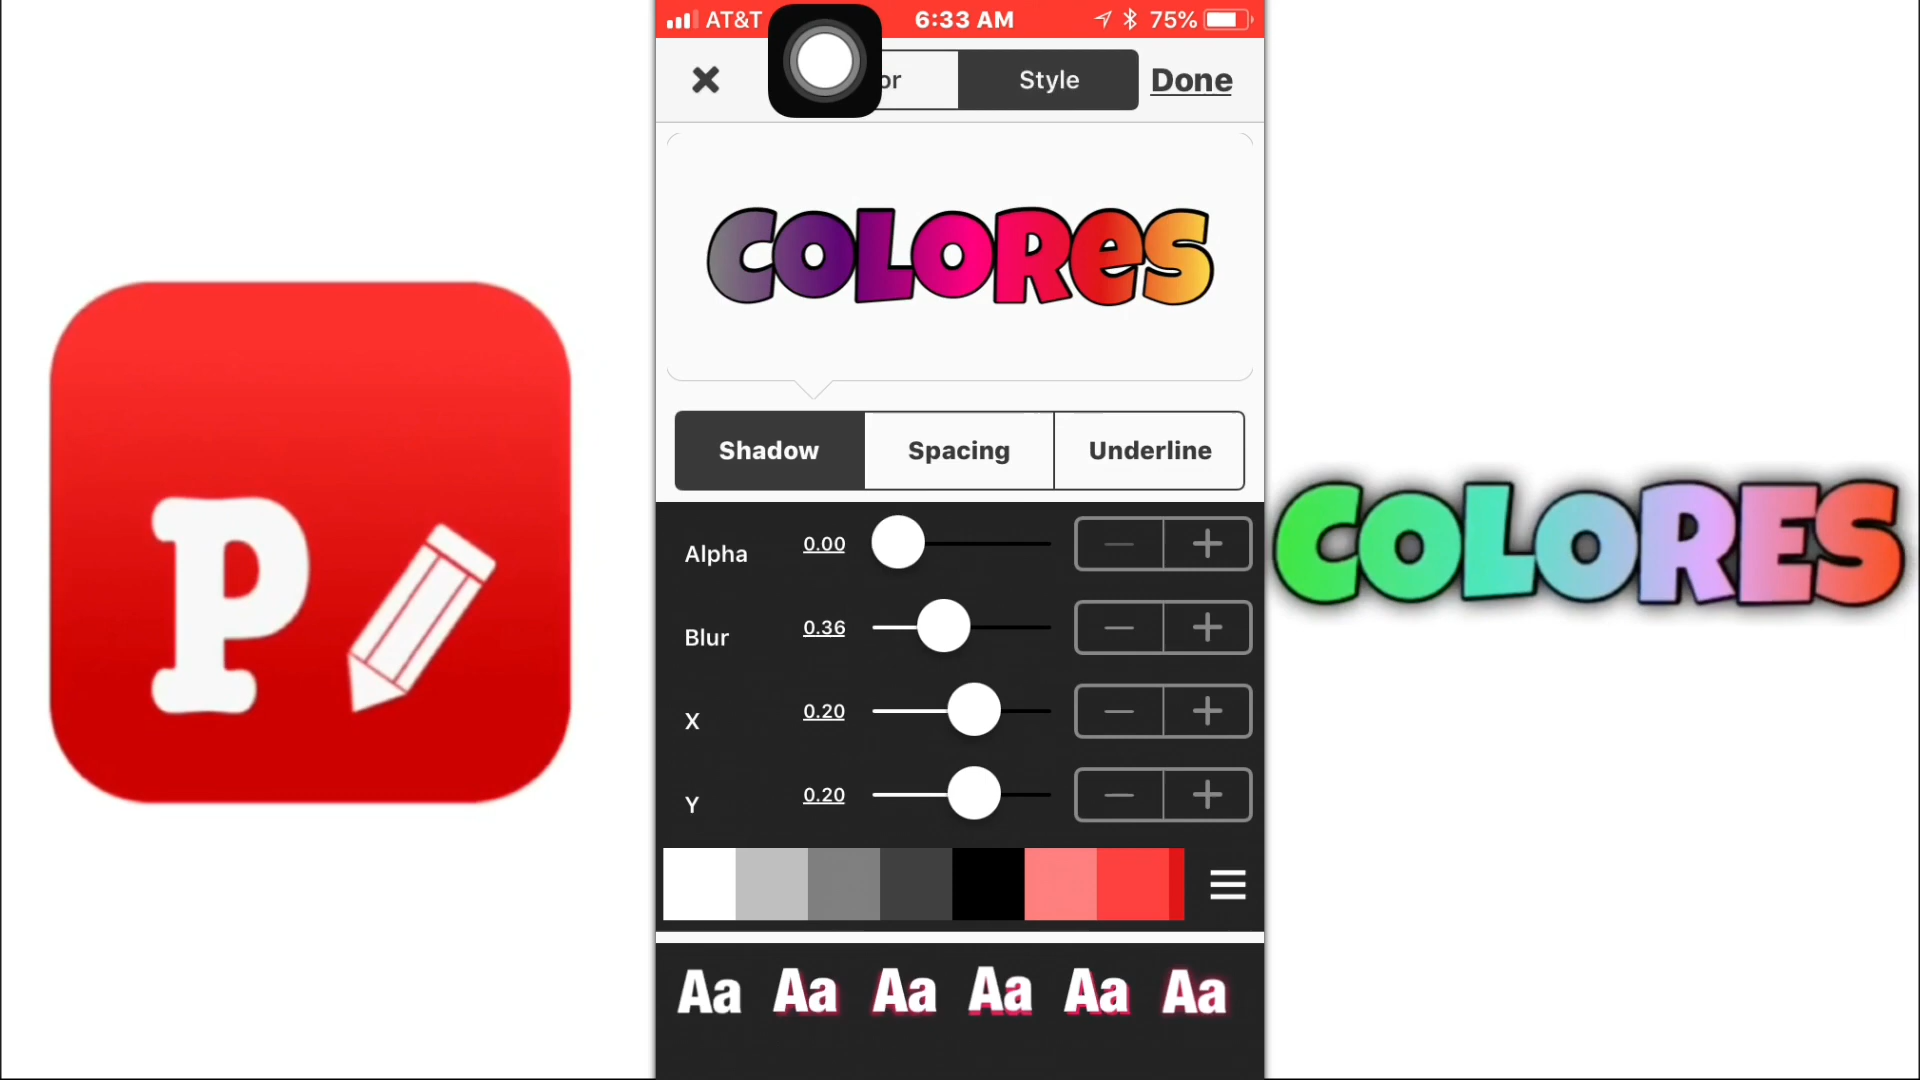 AT&T 6:33 AM 75%
Style Done
COLORES
Shadow Spacing Underline
Alpha 0.00
Blur 0.36
X 0.20
Y 0.20
Aa Aa Aa Aa Aa Aa
P
COLORES